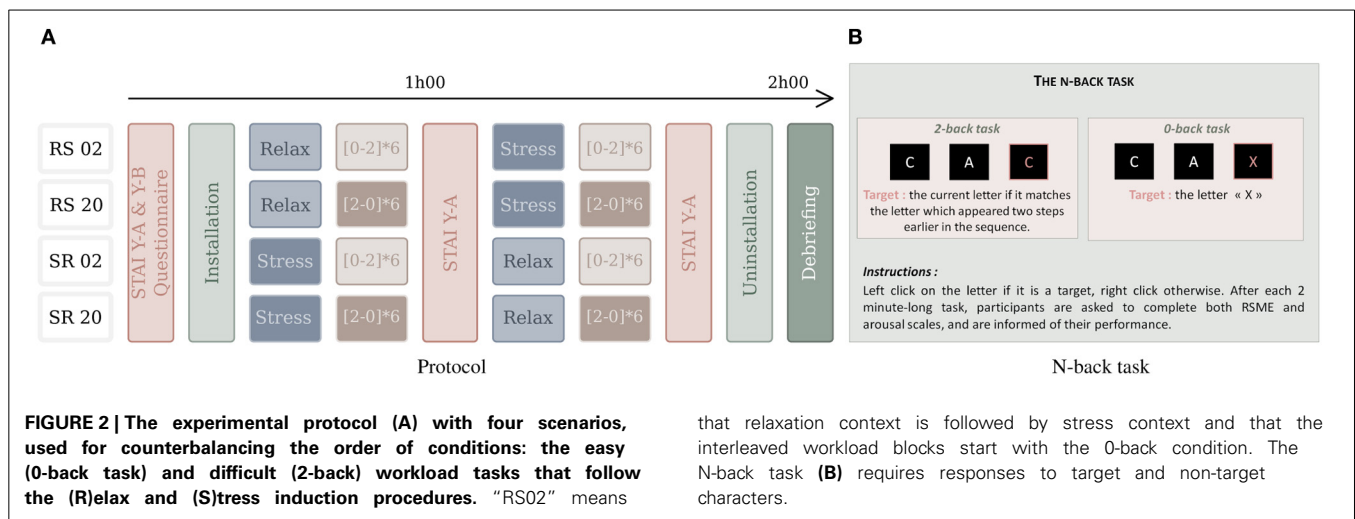 A
1h00
2h00
RS 02
RS 20
SR 02
SR 20
STAI Y-A & Y-B
Questionnaire
Installation
Relax
Relax
Stress
Stress
[0-2]*6
[2-0]*6
[0-2]*6
[2-0]*6
STAI Y-A
Stress
Stress
Relax
Relax
[0-2]*6
[2-0]*6
[0-2]*6
[2-0]*6
STAI Y-A
Uninstallation
Debriefing
Protocol
B
THE N-BACK TASK
2-back task
C A C
Target : the current letter if it matches
the letter which appeared two steps
earlier in the sequence.
0-back task
C A X
Target : the letter « X »
Instructions :
Left click on the letter if it is a target, right click otherwise. After each 2
minute-long task, participants are asked to complete both RSME and
arousal scales, and are informed of their performance.
N-back task
FIGURE 2 | The experimental protocol (A) with four scenarios,
used for counterbalancing the order of conditions: the easy
(0-back task) and difficult (2-back) workload tasks that follow
the (R)elax and (S)tress induction procedures. “RS02” means
that relaxation context is followed by stress context and that the
interleaved workload blocks start with the 0-back condition. The
N-back task (B) requires responses to target and non-target
characters.